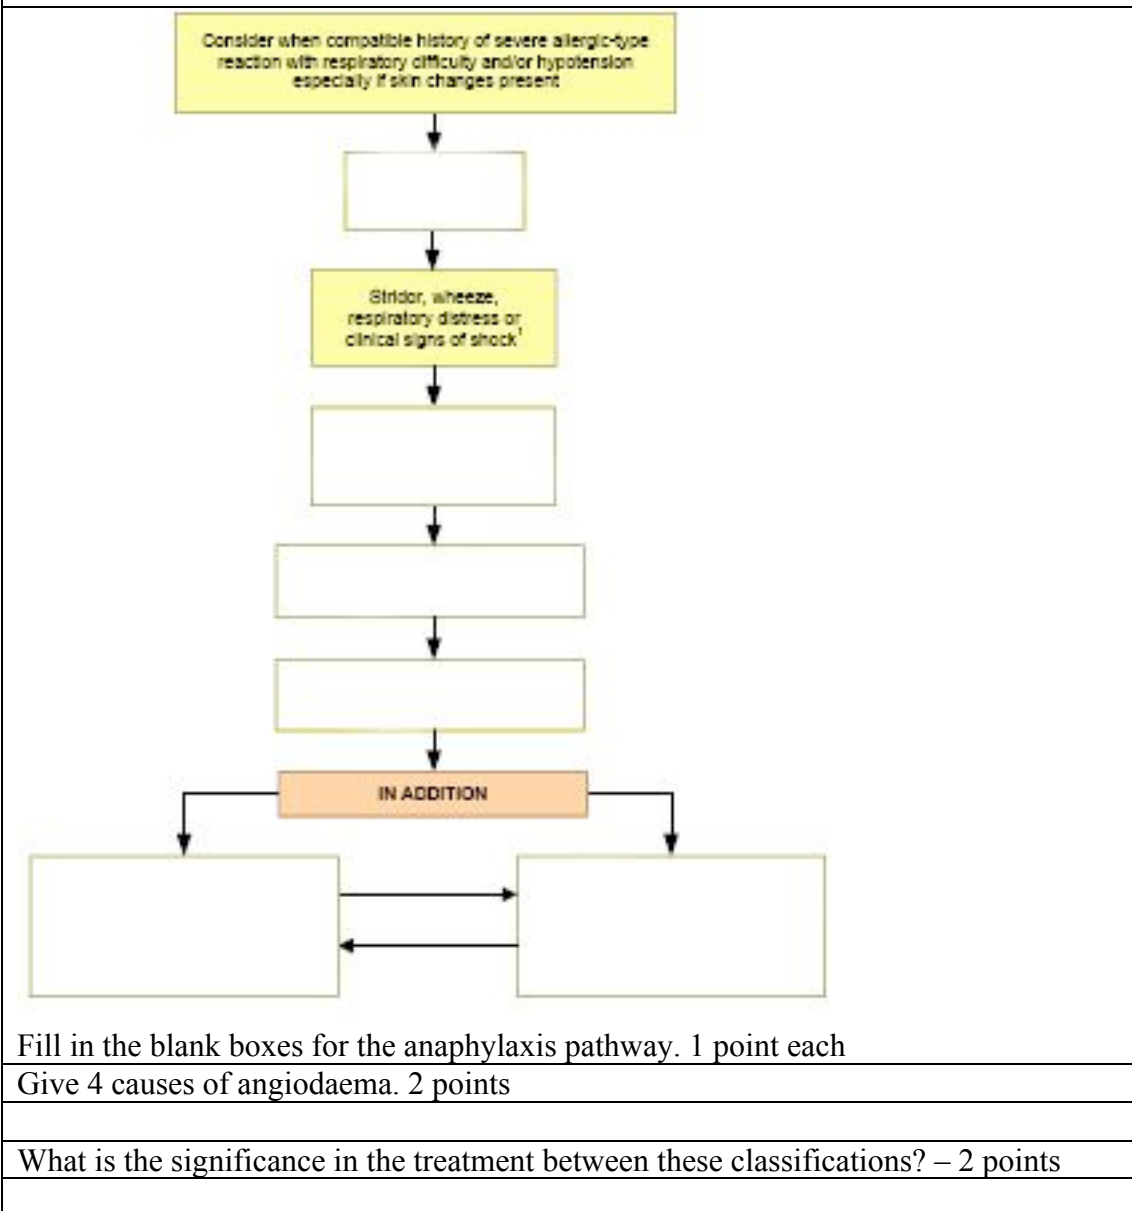 Consider when compatible history of severe allergic-type
reaction with respiratory difficulty and/or hypotension
especially if skin changes present
Stridor, wheeze,
respiratory distress or
clinical signs of shock1
IN ADDITION
Fill in the blank boxes for the anaphylaxis pathway. 1 point each
Give 4 causes of angiodaema. 2 points
What is the significance in the treatment between these classifications? – 2 points